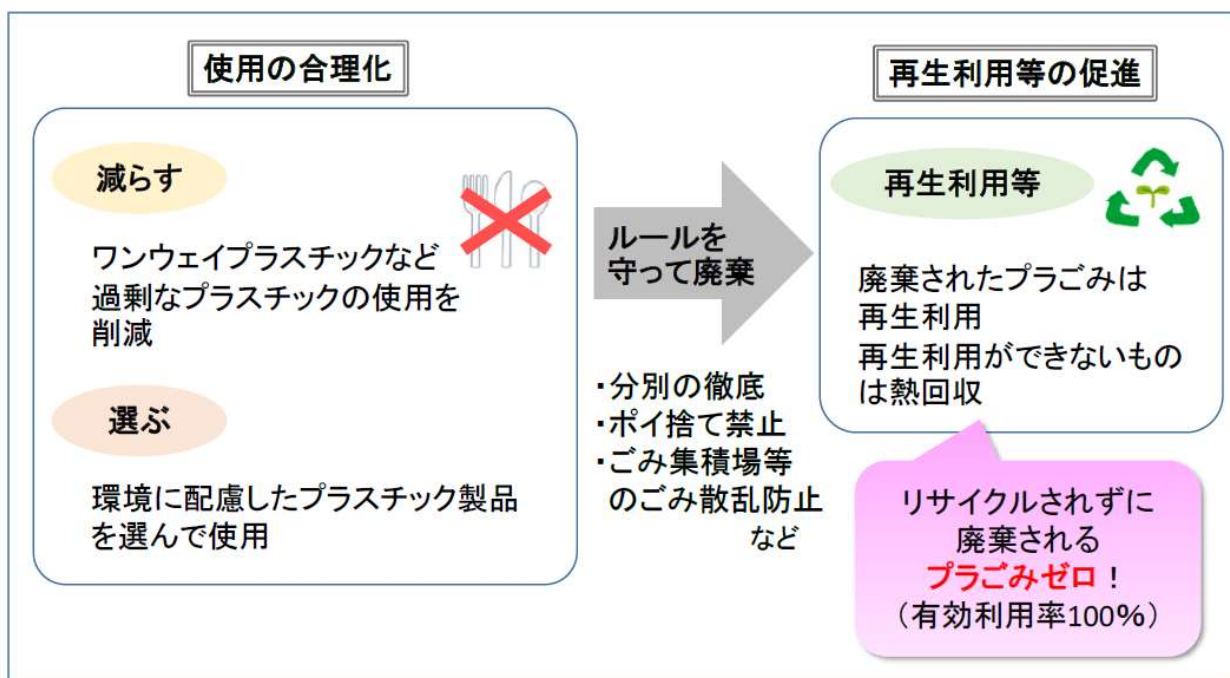 使用の合理化
減らす
ワンウェイプラスチックなど
過剰なプラスチックの使用を
削減
選ぶ
環境に配慮したプラスチック製品
を選んで使用
ルールを
守って廃棄
・分別の徹底
・ポイ捨て禁止
・ごみ集積場等
のごみ散乱防止
など
再生利用等の促進
再生利用等
廃棄されたプラごみは
再生利用
再生利用ができないもの
は熱回収
リサイクルされずに
廃棄される
プラごみゼロ！
（有効利用率100％）